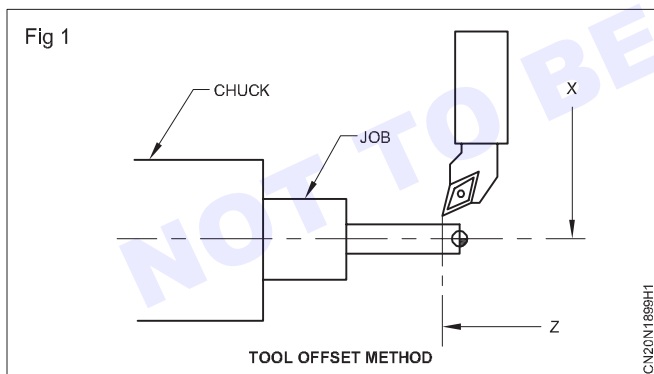 Fig 1
CHUCK
JOB
X
Z
TOOL OFFSET METHOD
CN20N1899H1
NOT TO BE